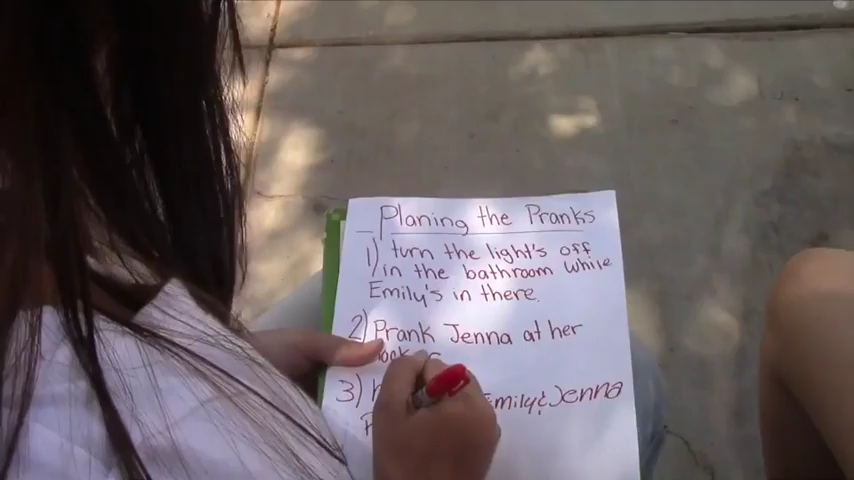 Planing the Pranks
1) turn the light's off
in the bathroom while
Emily's in there.
2) Prank Jenna at her
3) Emily & Jenna